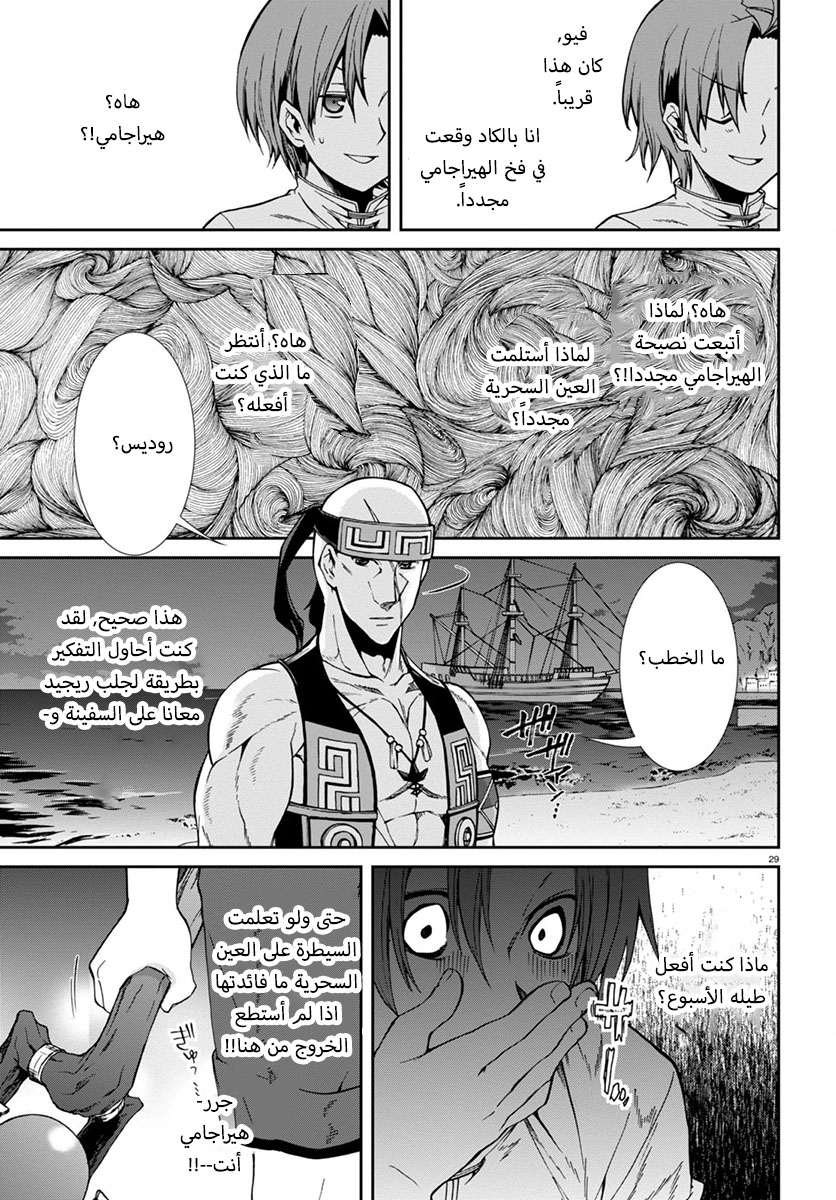 فيو,
كان هذا
قريباً.
انا بالكاد وقعت
في فخ الهيراجامي
مجدداً.
هاه؟
هيراجامي!؟
هاه؟ لماذا
أتبعت نصيحة
الهيراجامي مجددا!؟
لماذا أستلمت
العين السحرية
مجدداً؟
هاه؟ أنتظر
ما الذي كنت
أفعله؟
روديس؟
ما الخطب؟
هذا صحيح, لقد
كنت أحاول التفكير
بطريقة لجلب ريجيد
معانا على السفينة و-
29
ماذا كنت أفعل
طيله الأسبوع؟
حتى ولو تعلمت
السيطرة على العين
السحرية ما فائدتها
اذا لم أستطع
الخروج من هنا!!
جرر-
هيراجامي
أنت--!!